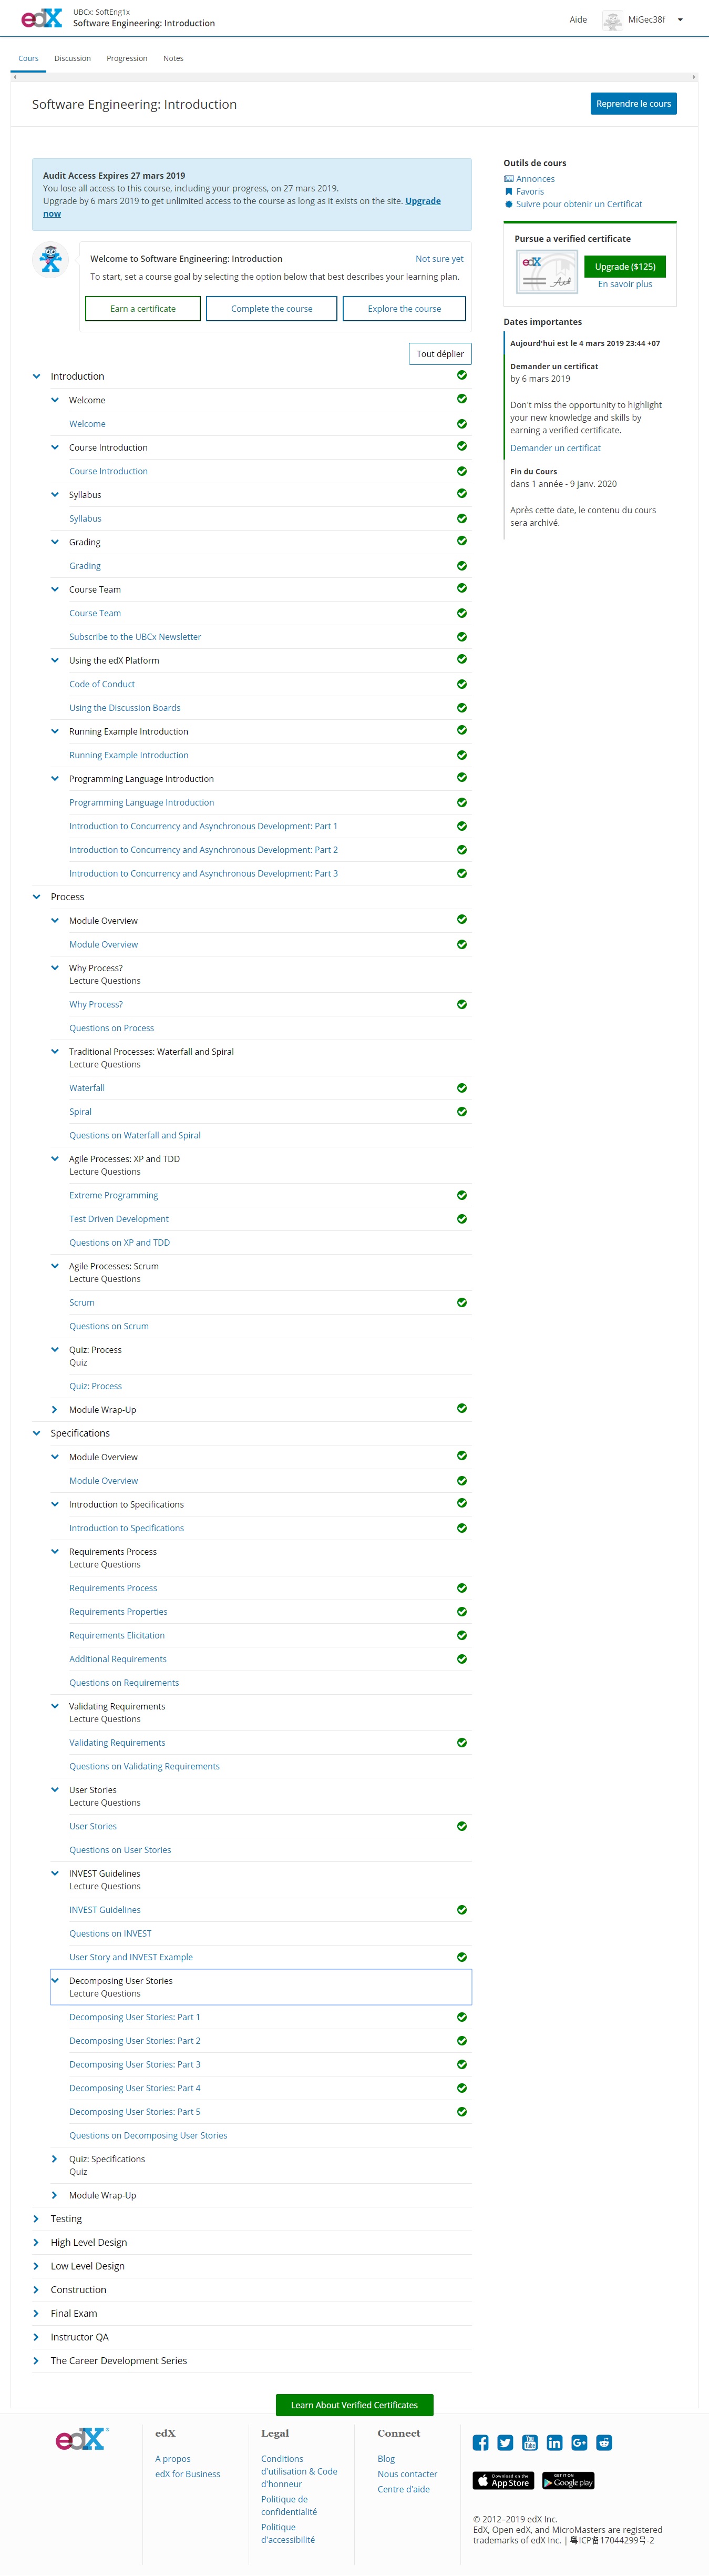 edX
UBCx: SoftEng1x
Software Engineering: Introduction
Aide
MiGec38f
Cours
Discussion
Progression
Notes
Software Engineering: Introduction
Reprendre le cours
Audit Access Expires 27 mars 2019
You lose all access to this course, including your progress, on 27 mars 2019.
Upgrade by 6 mars 2019 to get unlimited access to the course as long as it exists on the site. Upgrade
now
Welcome to Software Engineering: Introduction
Not sure yet
To start, set a course goal by selecting the option below that best describes your learning plan.
Earn a certificate
Complete the course
Explore the course
Tout déplier
Introduction
Welcome
Welcome
Course Introduction
Course Introduction
Syllabus
Syllabus
Grading
Grading
Course Team
Course Team
Subscribe to the UBCx Newsletter
Using the edX Platform
Code of Conduct
Using the Discussion Boards
Running Example Introduction
Running Example Introduction
Programming Language Introduction
Programming Language Introduction
Introduction to Concurrency and Asynchronous Development: Part 1
Introduction to Concurrency and Asynchronous Development: Part 2
Introduction to Concurrency and Asynchronous Development: Part 3
Process
Module Overview
Module Overview
Why Process?
Lecture Questions
Why Process?
Questions on Process
Traditional Processes: Waterfall and Spiral
Lecture Questions
Waterfall
Spiral
Questions on Waterfall and Spiral
Agile Processes: XP and TDD
Lecture Questions
Extreme Programming
Test Driven Development
Questions on XP and TDD
Agile Processes: Scrum
Lecture Questions
Scrum
Questions on Scrum
Quiz: Process
Quiz
Quiz: Process
Module Wrap-Up
Specifications
Module Overview
Module Overview
Introduction to Specifications
Introduction to Specifications
Requirements Process
Lecture Questions
Requirements Process
Requirements Properties
Requirements Elicitation
Additional Requirements
Questions on Requirements
Validating Requirements
Lecture Questions
Validating Requirements
Questions on Validating Requirements
User Stories
Lecture Questions
User Stories
Questions on User Stories
INVEST Guidelines
Lecture Questions
INVEST Guidelines
Questions on INVEST
User Story and INVEST Example
Decomposing User Stories
Lecture Questions
Decomposing User Stories: Part 1
Decomposing User Stories: Part 2
Decomposing User Stories: Part 3
Decomposing User Stories: Part 4
Decomposing User Stories: Part 5
Questions on Decomposing User Stories
Quiz: Specifications
Quiz
Module Wrap-Up
Testing
High Level Design
Low Level Design
Construction
Final Exam
Instructor QA
The Career Development Series
Outils de cours
Annonces
Favoris
Suivre pour obtenir un Certificat
Pursue a verified certificate
edX
Upgrade ($125)
En savoir plus
Dates importantes
Aujourd'hui est le 4 mars 2019 23:44 +07
Demander un certificat
by 6 mars 2019
Don't miss the opportunity to highlight
your new knowledge and skills by
earning a verified certificate.
Demander un certificat
Fin du Cours
dans 1 année - 9 janv. 2020
Après cette date, le contenu du cours
sera archivé.
Learn About Verified Certificates
edX
edX
A propos
edX for Business
Legal
Conditions
d'utilisation & Code
d'honneur
Politique de
confidentialité
Politique
d'accessibilité
Connect
Blog
Nous contacter
Centre d'aide
Download on the
App Store
GET IT ON
Google play
© 2012–2019 edX Inc.
EdX, Open edX, and MicroMasters are registered
trademarks of edX Inc. | 粤ICP备17044299号-2